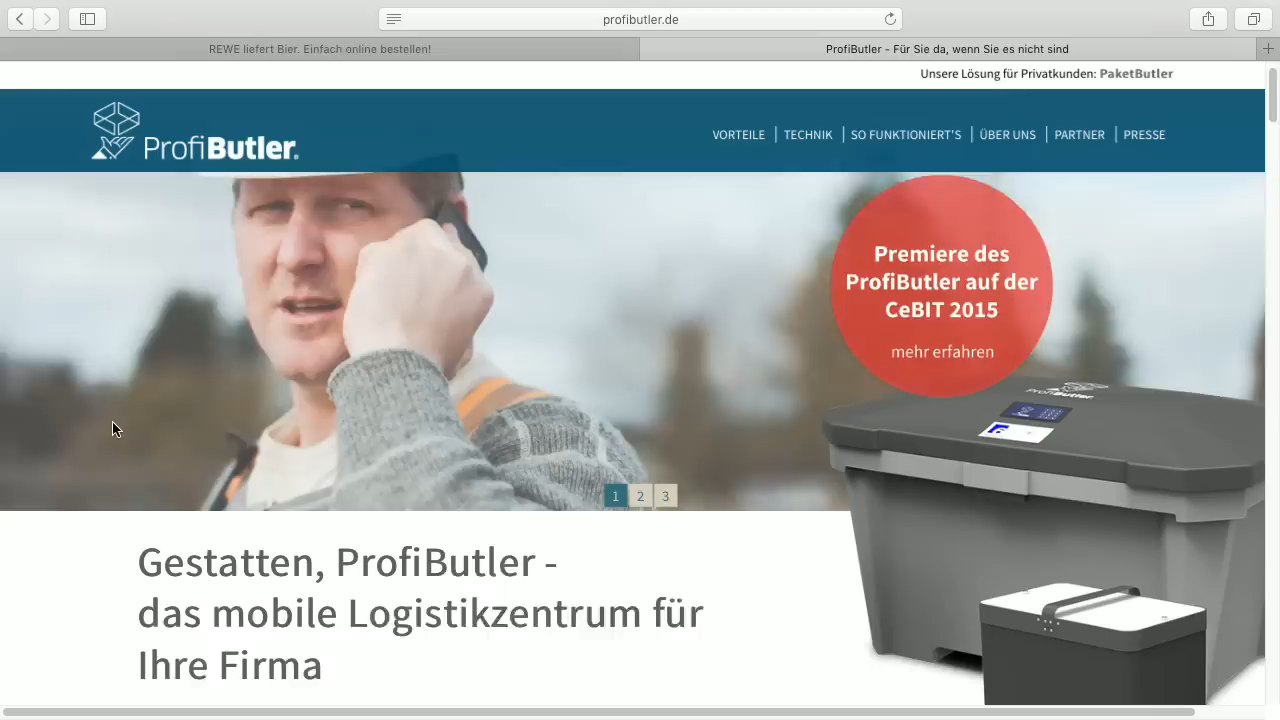 profibutler.de
REWE liefert Bier. Einfach online bestellen!
ProfiButler – Für Sie da, wenn Sie es nicht sind
Unsere Lösung für Privatkunden: PaketButler
ProfiButler.
VORTEILE
TECHNIK
SO FUNKTIONIERT'S
ÜBER UNS
PARTNER
PRESSE
Premiere des
ProfiButler auf der
CeBIT 2015
mehr erfahren
ProfiButler
1 2 3
Gestatten, ProfiButler -
das mobile Logistikzentrum für
Ihre Firma